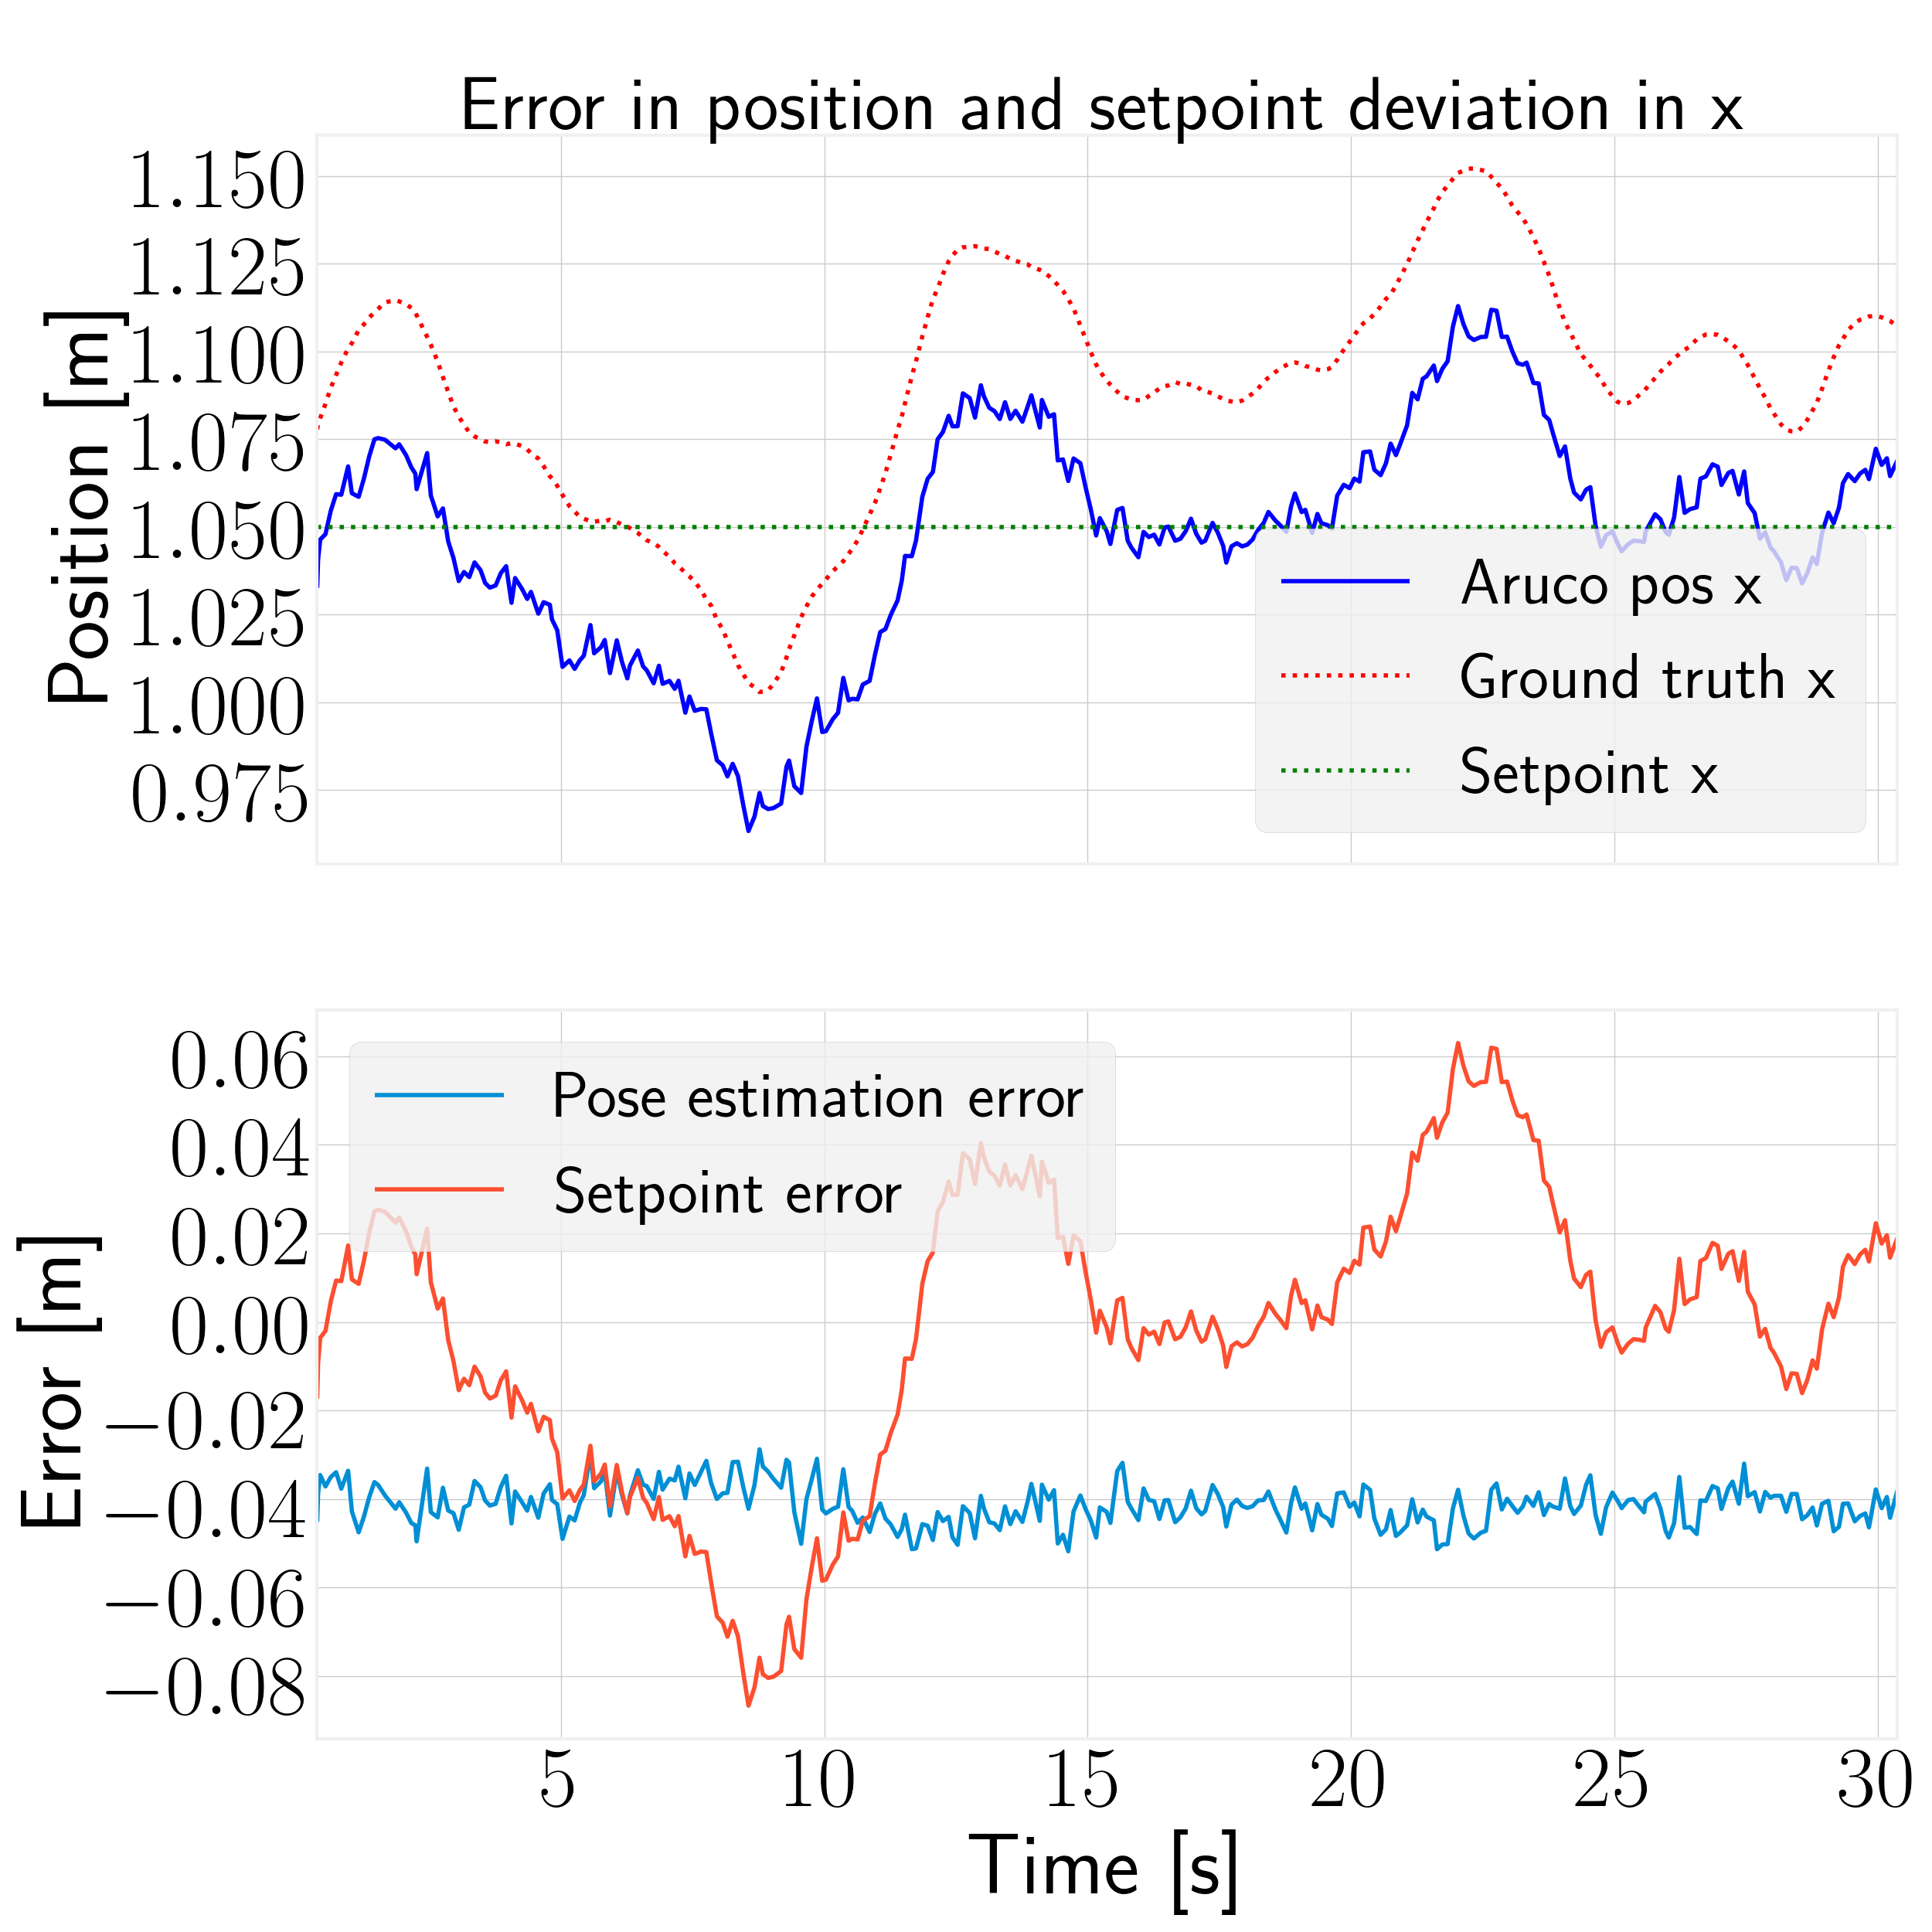 Error in position and setpoint deviation in x
Position [m]
1.150
1.125
1.100
1.075
1.050
1.025
1.000
0.975
Aruco pos x
Ground truth x
Setpoint x
Error [m]
0.06
0.04
0.02
0.00
−0.02
−0.04
−0.06
−0.08
Pose estimation error
Setpoint error
5 10 15 20 25 30
Time [s]